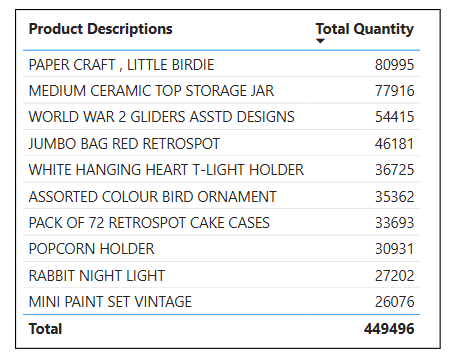 Product Descriptions Total Quantity
PAPER CRAFT , LITTLE BIRDIE 80995
MEDIUM CERAMIC TOP STORAGE JAR 77916
WORLD WAR 2 GLIDERS ASSTD DESIGNS 54415
JUMBO BAG RED RETROSPOT 46181
WHITE HANGING HEART T-LIGHT HOLDER 36725
ASSORTED COLOUR BIRD ORNAMENT 35362
PACK OF 72 RETROSPOT CAKE CASES 33693
POPCORN HOLDER 30931
RABBIT NIGHT LIGHT 27202
MINI PAINT SET VINTAGE 26076
Total 449496